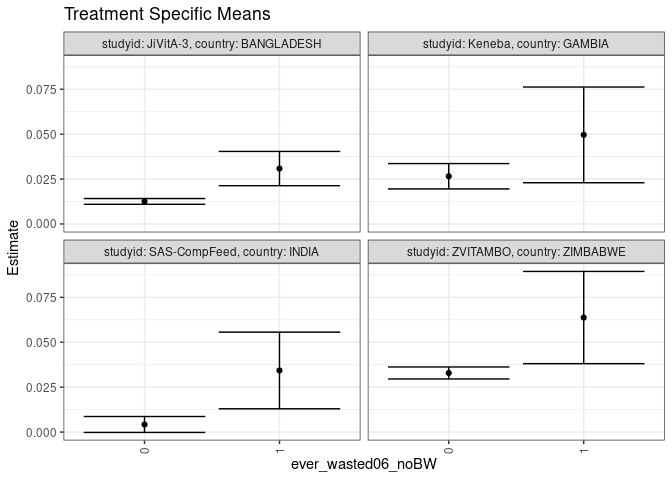 Treatment Specific Means
studyid: JiVitA-3, country: BANGLADESH
studyid: Keneba, country: GAMBIA
0.075
0.050
0.025
0.000
studyid: SAS-CompFeed, country: INDIA
studyid: ZVITAMBO, country: ZIMBABWE
0.075
0.050
0.025
0.000
Estimate
0
1
0
1
ever_wasted06_noBW